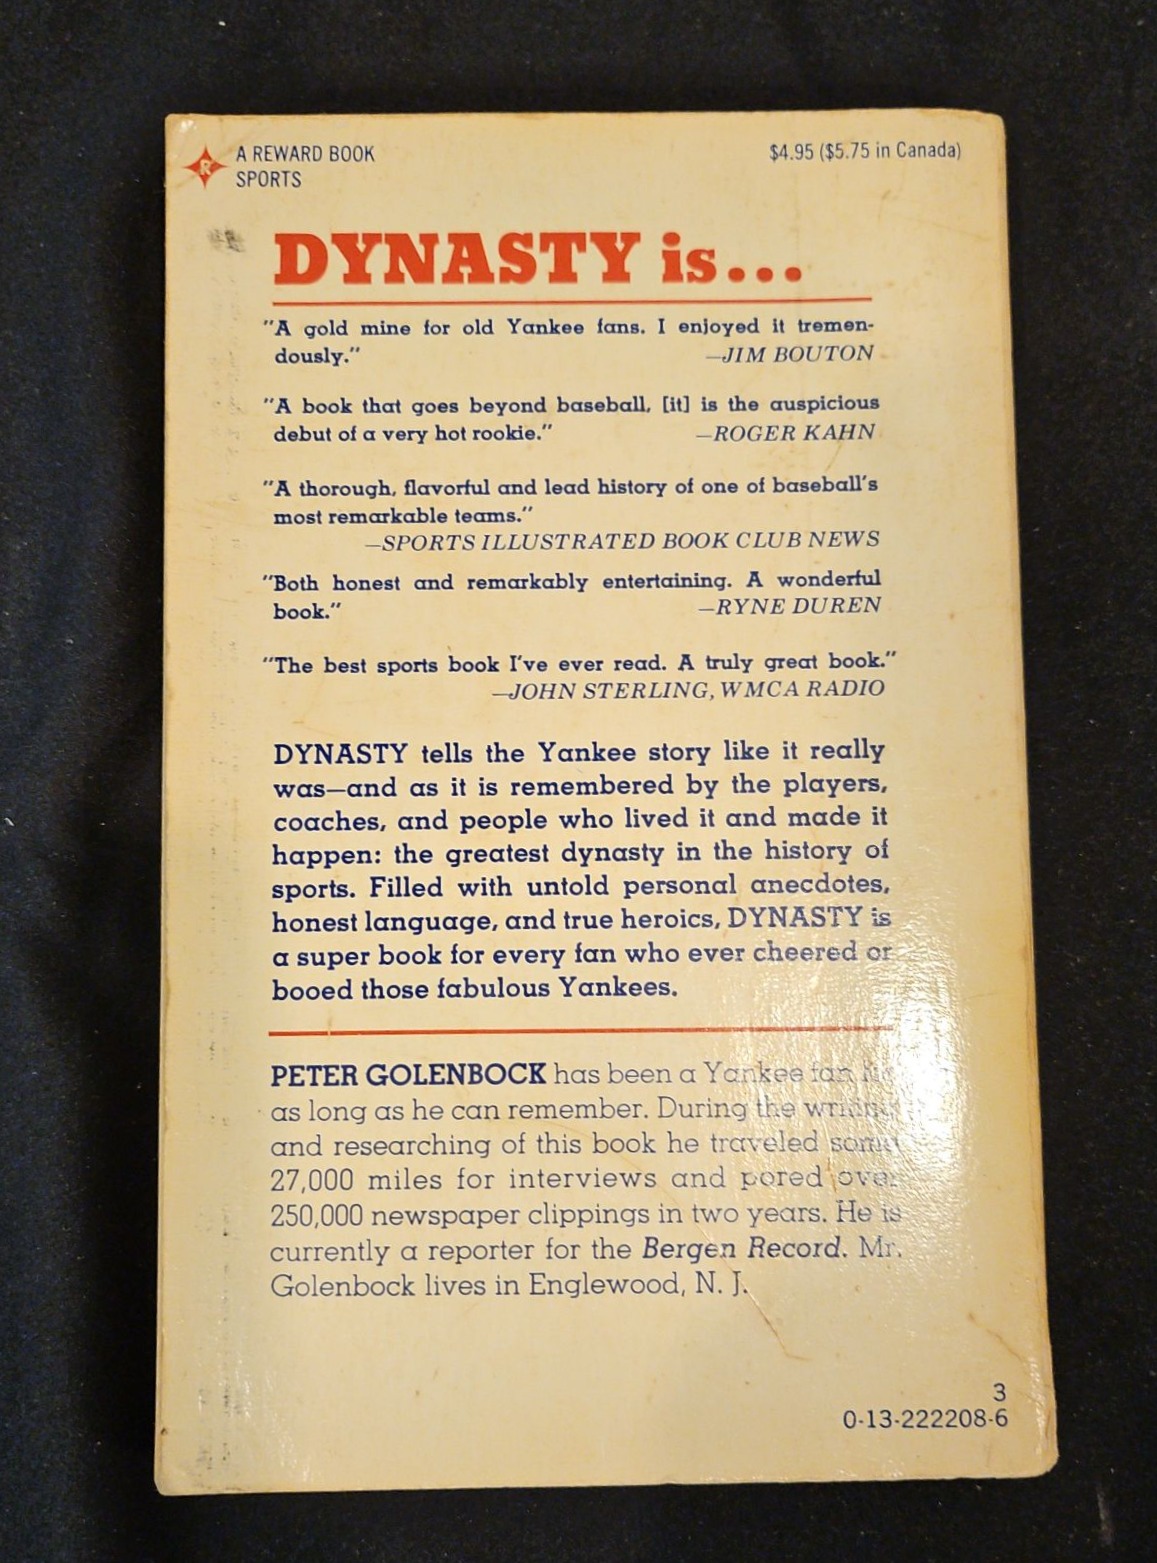 R
A REWARD BOOK
SPORTS
$4.95 ($5.75 in Canada)
DYNASTY is...
"A gold mine for old Yankee fans. I enjoyed it tremen-
dously." —JIM BOUTON
"A book that goes beyond baseball, [it] is the auspicious
debut of a very hot rookie." —ROGER KAHN
"A thorough, flavorful and lead history of one of baseball's
most remarkable teams."
—SPORTS ILLUSTRATED BOOK CLUB NEWS
"Both honest and remarkably entertaining. A wonderful
book." —RYNE DUREN
"The best sports book I've ever read. A truly great book."
—JOHN STERLING, WMCA RADIO
DYNASTY tells the Yankee story like it really
was—and as it is remembered by the players,
coaches, and people who lived it and made it
happen: the greatest dynasty in the history of
sports. Filled with untold personal anecdotes,
honest language, and true heroics, DYNASTY is
a super book for every fan who ever cheered or
booed those fabulous Yankees.
PETER GOLENBOCK has been a Yankee fan
as long as he can remember. During the writing
and researching of this book he traveled some
27,000 miles for interviews and pored over
250,000 newspaper clippings in two years. He is
currently a reporter for the Bergen Record. Mr.
Golenbock lives in Englewood, N. J.
3
0-13-222208-6